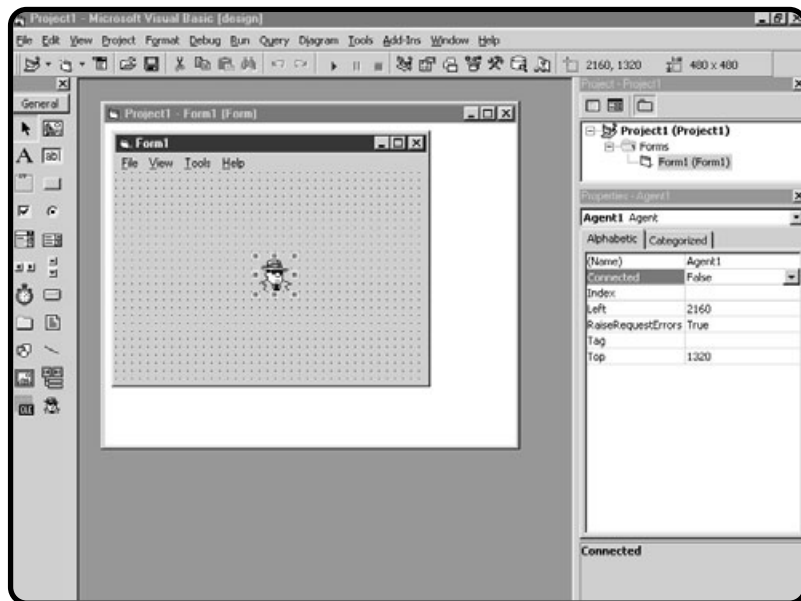 Project1 - Microsoft Visual Basic [design]
File Edit View Project Format Debug Run Query Diagram Tools Add-Ins Window Help
2160, 1320 480 x 480
General
A ab|
OLE
Project1 - Form1 (Form)
Form1
File View Tools Help
Project - Project1
Project1 (Project1)
Forms
Form1 (Form1)
Properties - Agent1
Agent1 Agent
Alphabetic Categorized
(Name) Agent1
Connected False
Index
Left 2160
RaiseRequestErrors True
Tag
Top 1320
Connected